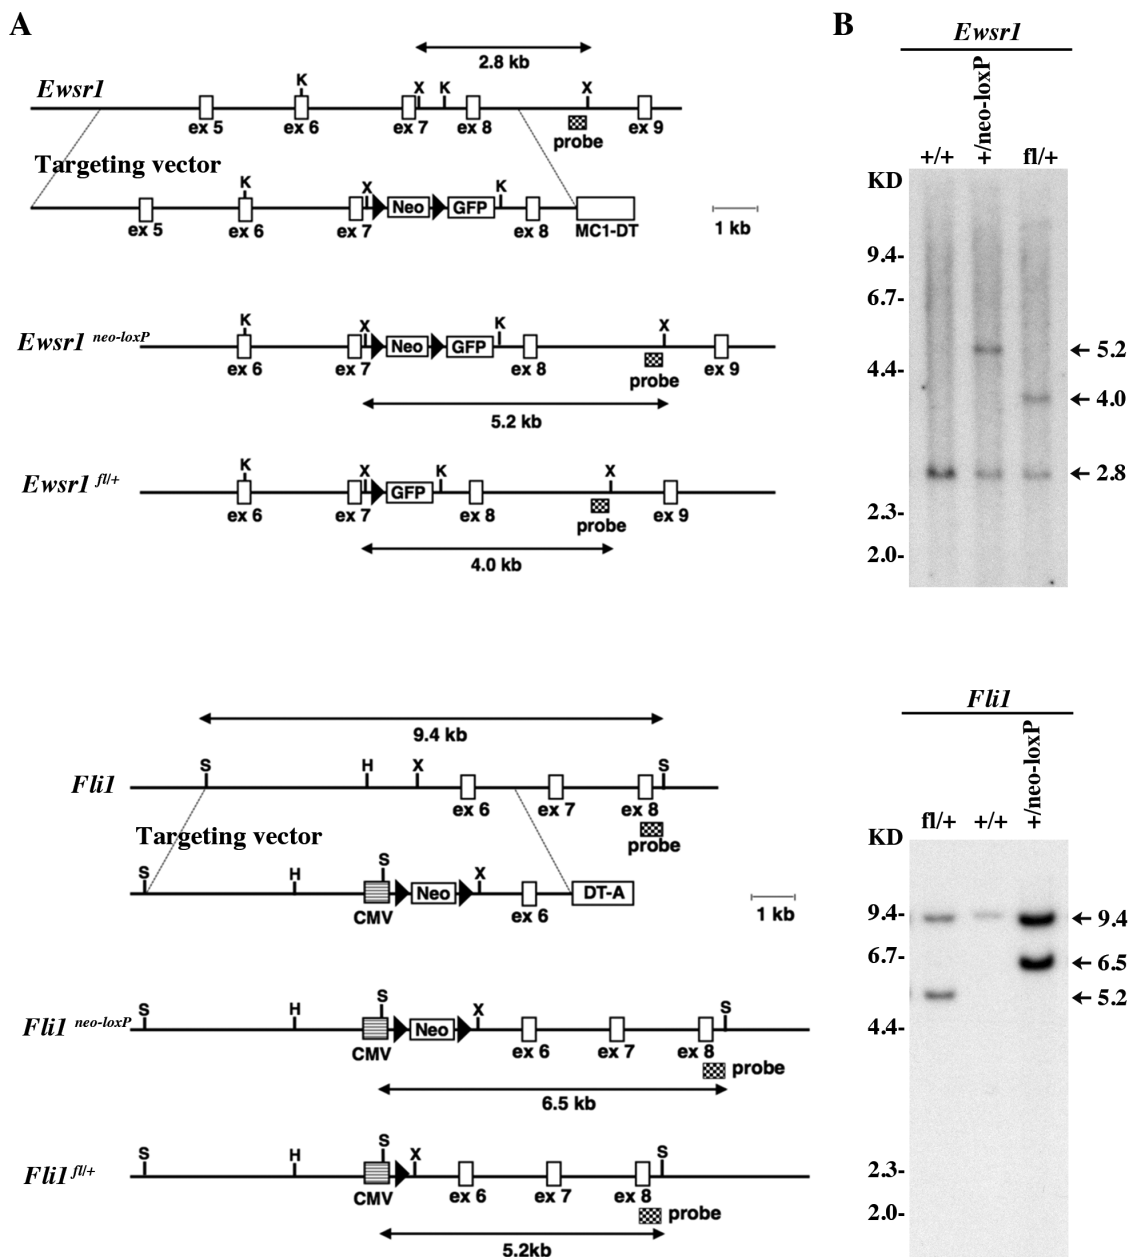 A
B
2.8 kb
Ewsr1
K X K X
ex 5 ex 6 ex 7 ex 8 probe ex 9
Targeting vector
K X K
Neo GFP
ex 5 ex 6 ex 7 ex 8 MC1-DT
1 kb
Ewsr1 neo-loxP
K X K X
Neo GFP
ex 6 ex 7 ex 8 probe ex 9
5.2 kb
Ewsr1 fl/+
K X K X
GFP
ex 6 ex 7 ex 8 probe ex 9
4.0 kb
Ewsr1
+/+ +/neo-loxP fl/+
KD
9.4-
6.7-
5.2
4.4-
4.0
2.8
2.3-
2.0-
9.4 kb
Fli1
S H X S
ex 6 ex 7 ex 8
probe
Targeting vector
S H S X
Neo DT-A
CMV ex 6
1 kb
Fli1 neo-loxP
S H S X S
Neo
CMV ex 6 ex 7 ex 8
probe
6.5 kb
Fli1 fl/+
S H S X S
CMV ex 6 ex 7 ex 8
probe
5.2kb
Fli1
fl/+ +/+ +/neo-loxP
KD
9.4- 9.4
6.7- 6.5
5.2
4.4-
2.3-
2.0-